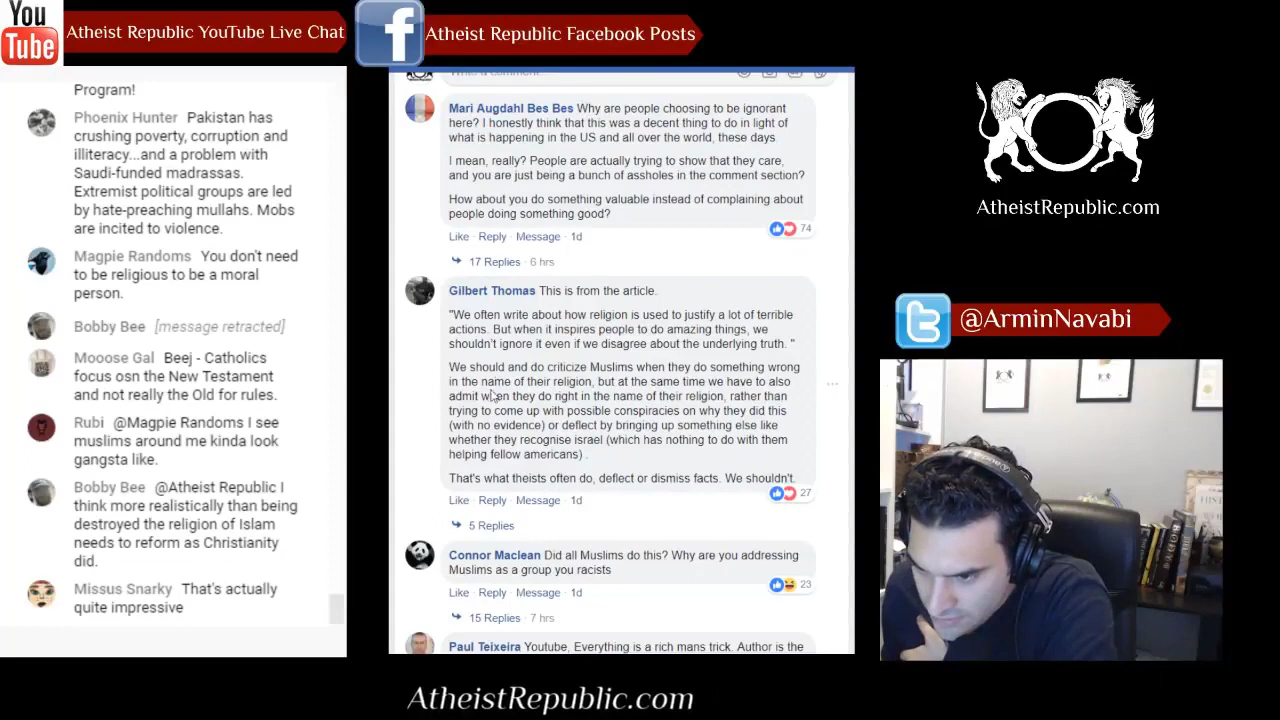 You
Tube
Atheist Republic YouTube Live Chat
f
Atheist Republic Facebook Posts
Program!
Phoenix Hunter Pakistan has
crushing poverty, corruption and
illiteracy...and a problem with
Saudi-funded madrassas.
Extremist political groups are led
by hate-preaching mullahs. Mobs
are incited to violence.
Magpie Randoms You don't need
to be religious to be a moral
person.
Bobby Bee [message retracted]
Mooose Gal Beej - Catholics
focus osn the New Testament
and not really the Old for rules.
Rubi @Magpie Randoms I see
muslims around me kinda look
gangsta like.
Bobby Bee @Atheist Republic I
think more realistically than being
destroyed the religion of Islam
needs to reform as Christianity
did.
Missus Snarky That's actually
quite impressive
Write a comment...
Mari Augdahl Bes Bes Why are people choosing to be ignorant
here? I honestly think that this was a decent thing to do in light of
what is happening in the US and all over the world, these days.
I mean, really? People are actually trying to show that they care,
and you are just being a bunch of assholes in the comment section?
How about you do something valuable instead of complaining about
people doing something good?
74
Like · Reply · Message · 1d
17 Replies · 6 hrs
Gilbert Thomas This is from the article.
"We often write about how religion is used to justify a lot of terrible
actions. But when it inspires people to do amazing things, we
shouldn't ignore it even if we disagree about the underlying truth. "
We should and do criticize Muslims when they do something wrong
in the name of their religion, but at the same time we have to also
admit when they do right in the name of their religion, rather than
trying to come up with possible conspiracies on why they did this
(with no evidence) or deflect by bringing up something else like
whether they recognise israel (which has nothing to do with them
helping fellow americans) .
That's what theists often do, deflect or dismiss facts. We shouldn't.
27
Like · Reply · Message · 1d
5 Replies
Connor Maclean Did all Muslims do this? Why are you addressing
Muslims as a group you racists
23
Like · Reply · Message · 1d
15 Replies · 7 hrs
Paul Teixeira Youtube, Everything is a rich mans trick. Author is the
AtheistRepublic.com
@ArminNavabi
AtheistRepublic.com